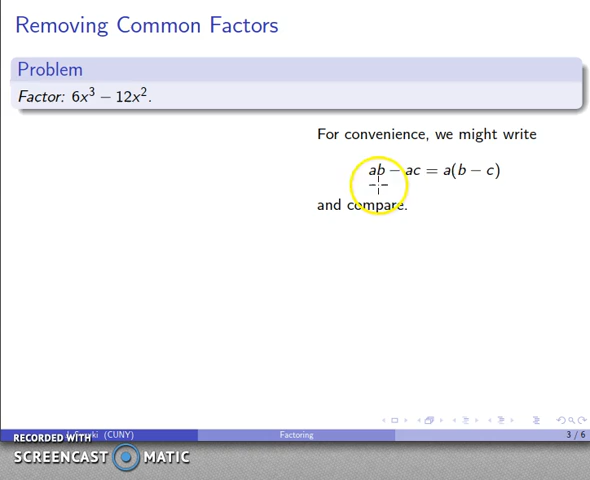 Removing Common Factors
Problem
Factor: 6x³ − 12x².
For convenience, we might write
ab − ac = a(b − c)
and compare.
(CUNY) Factoring 3 / 6
RECORDED WITH
SCREENCAST MATIC